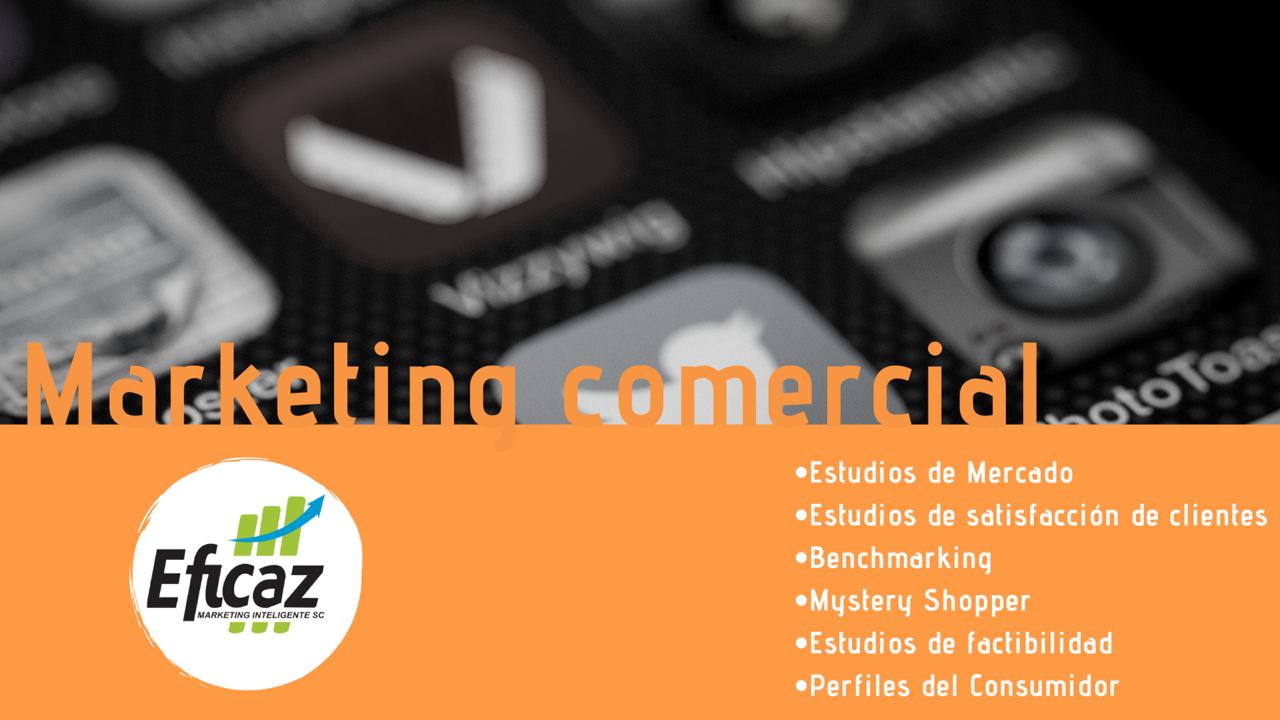 Vizzywig
Hipstamatic
Marketing comercial
Eficaz
MARKETING INTELIGENTE SC
•Estudios de Mercado
•Estudios de satisfacción de clientes
•Benchmarking
•Mystery Shopper
•Estudios de factibilidad
•Perfiles del Consumidor